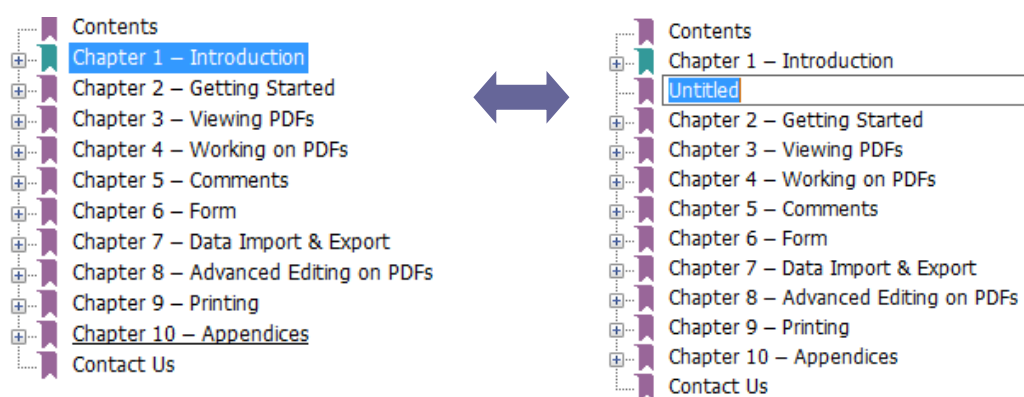 Contents
Chapter 1 – Introduction
Chapter 2 – Getting Started
Chapter 3 – Viewing PDFs
Chapter 4 – Working on PDFs
Chapter 5 – Comments
Chapter 6 – Form
Chapter 7 – Data Import & Export
Chapter 8 – Advanced Editing on PDFs
Chapter 9 – Printing
Chapter 10 – Appendices
Contact Us
Contents
Chapter 1 – Introduction
Untitled
Chapter 2 – Getting Started
Chapter 3 – Viewing PDFs
Chapter 4 – Working on PDFs
Chapter 5 – Comments
Chapter 6 – Form
Chapter 7 – Data Import & Export
Chapter 8 – Advanced Editing on PDFs
Chapter 9 – Printing
Chapter 10 – Appendices
Contact Us